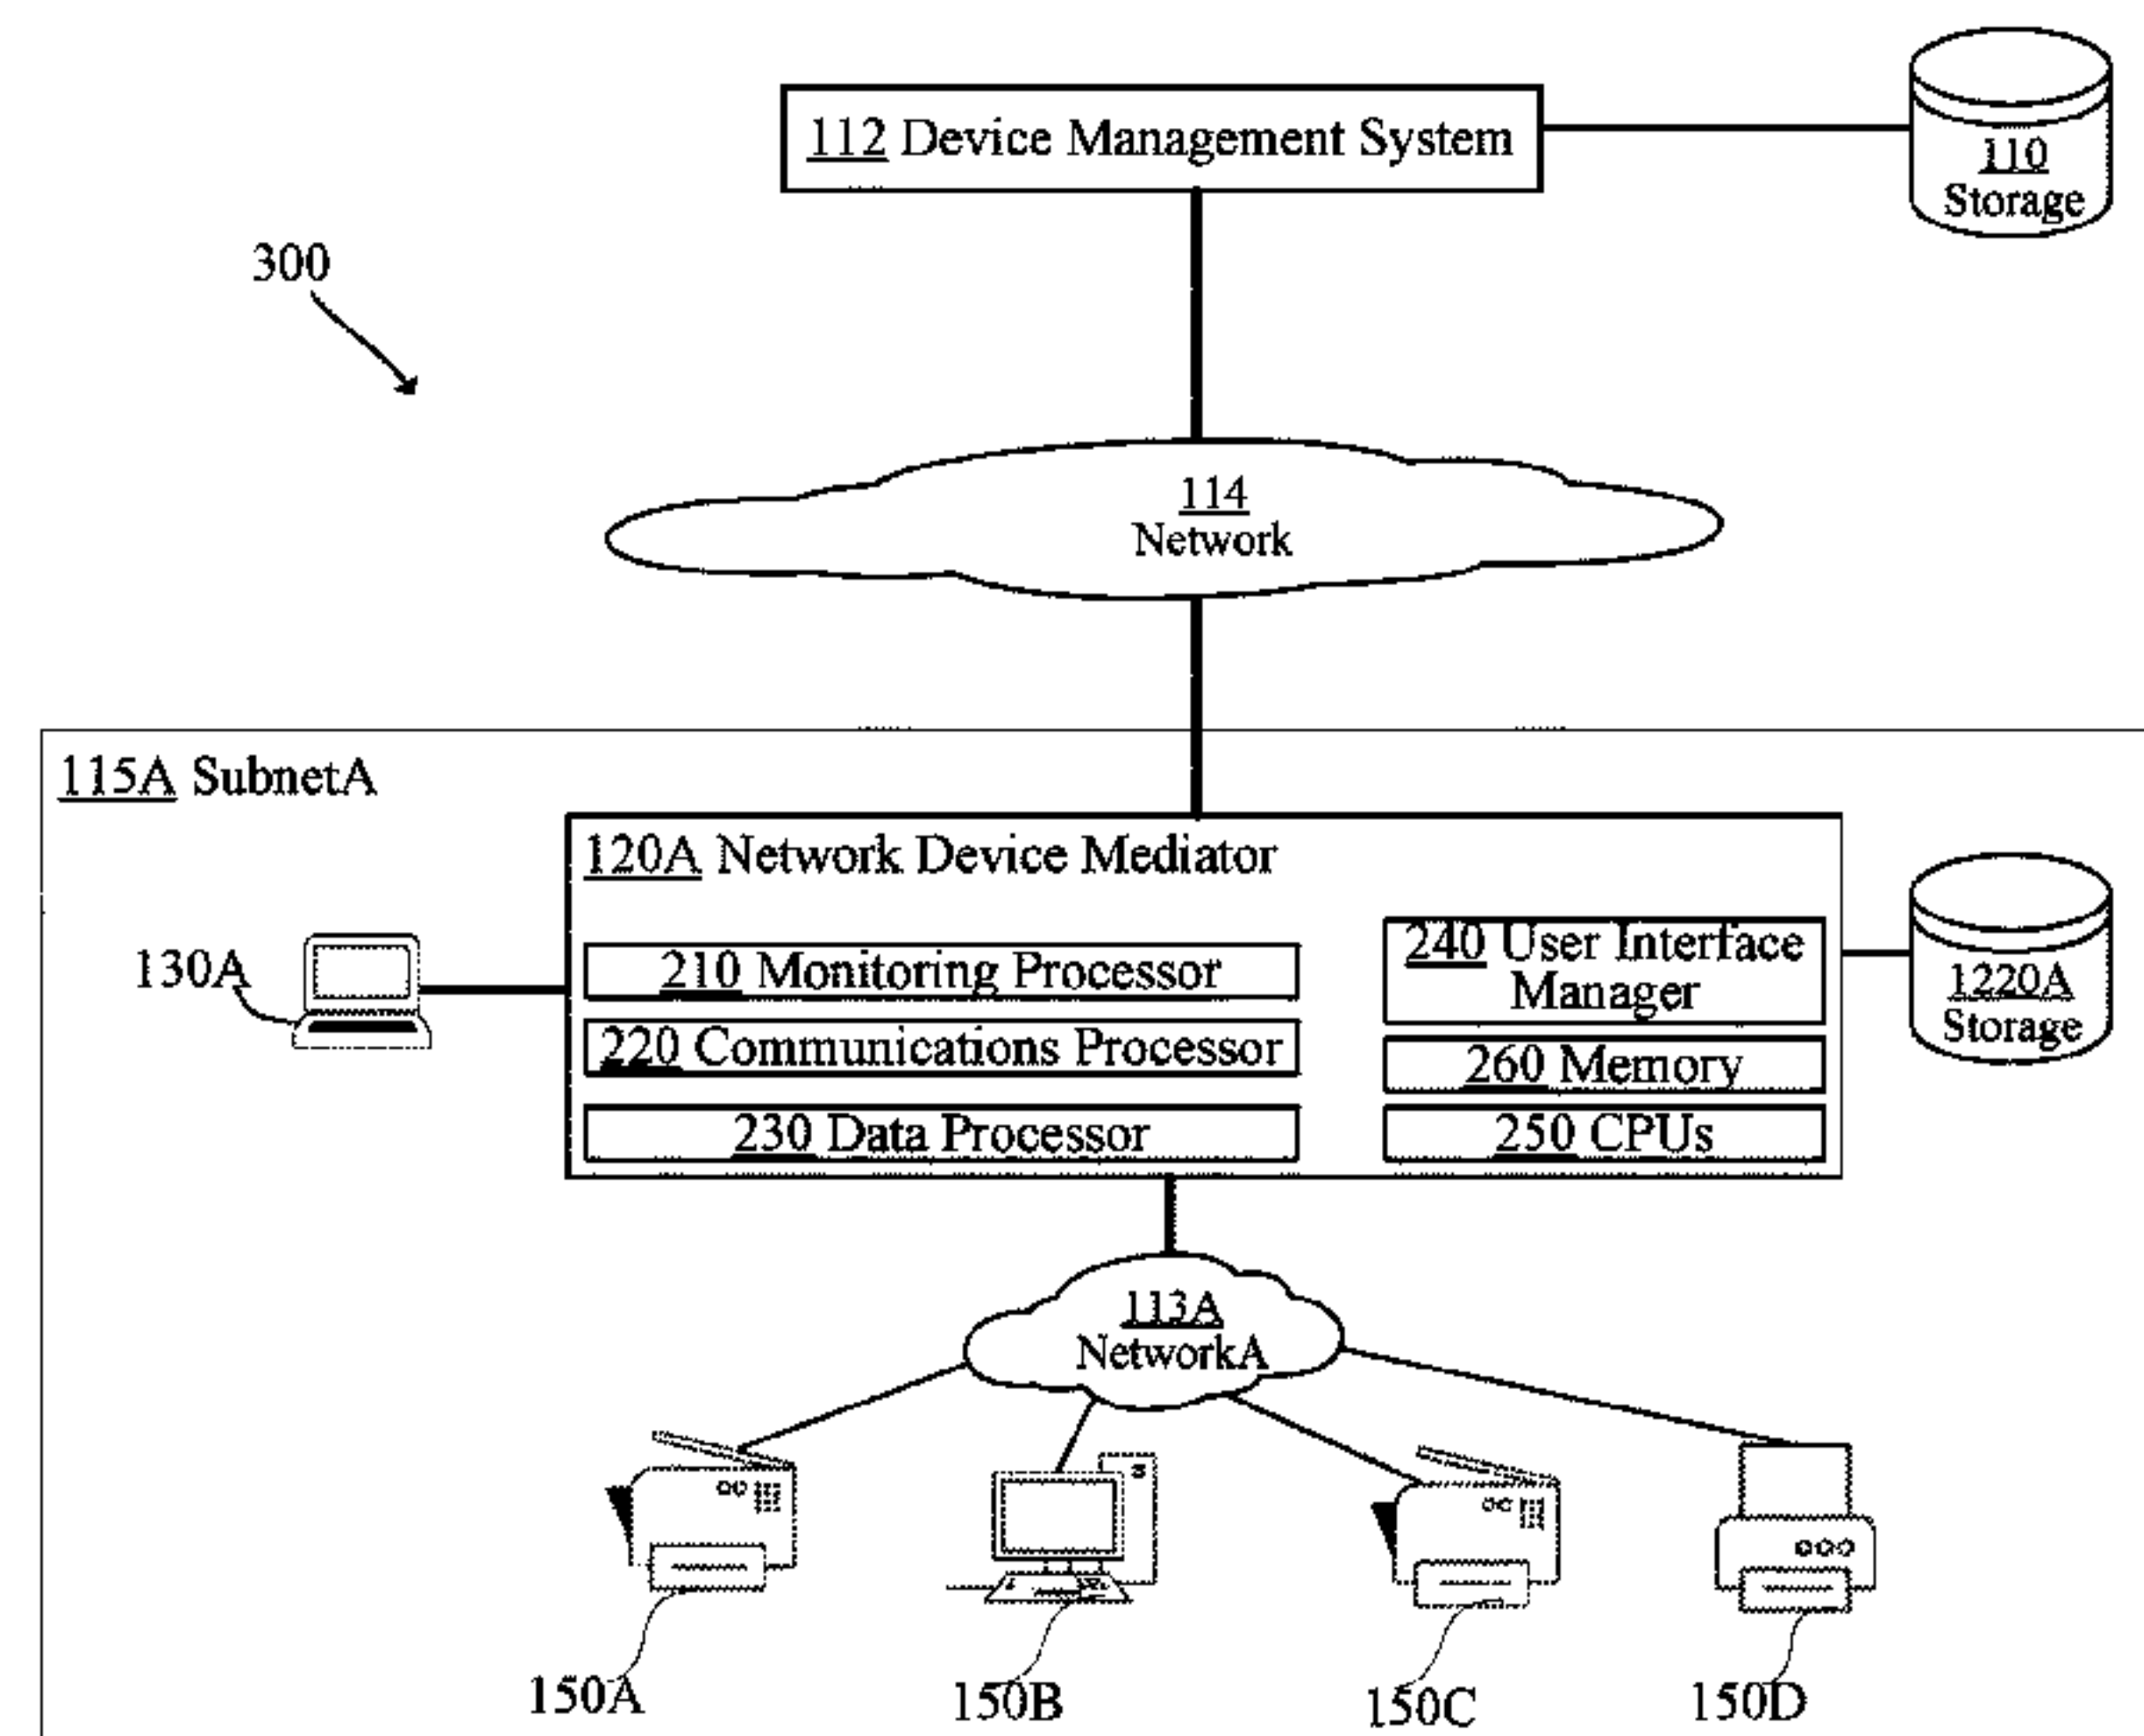 112 Device Management System
110
Storage
300
114
Network
115A SubnetA
120A Network Device Mediator
130A
210 Monitoring Processor
220 Communications Processor
230 Data Processor
240 User Interface
Manager
260 Memory
250 CPUs
1220A
Storage
113A
NetworkA
150A
150B
150C
150D